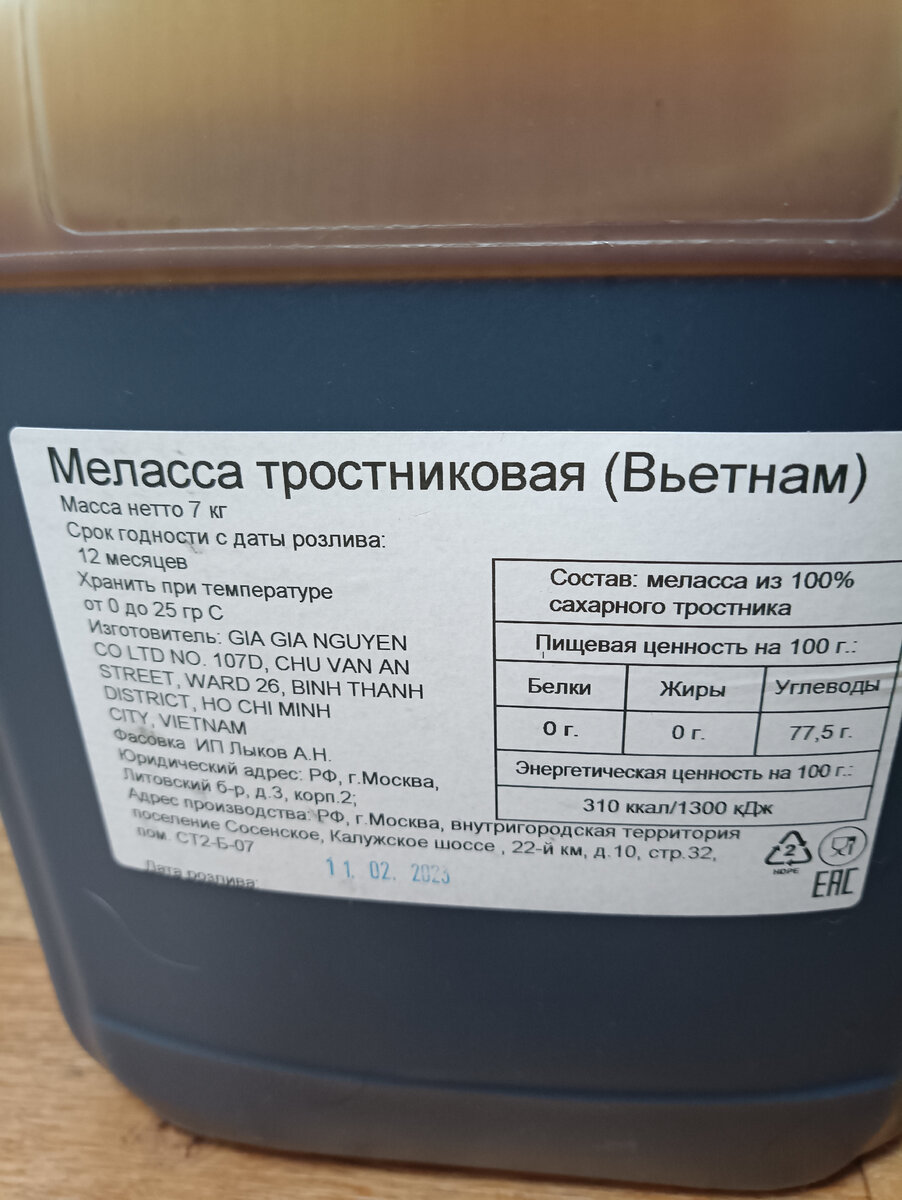 Меласса тростниковая (Вьетнам)
Масса нетто 7 кг
Срок годности с даты розлива:
12 месяцев
Хранить при температуре
от 0 до 25 гр С
Изготовитель: GIA GIA NGUYEN
CO LTD NO. 107D, CHU VAN AN
STREET, WARD 26, BINH THANH
DISTRICT, HO CHI MINH
CITY, VIETNAM
Фасовка ИП Лыков А.Н.
Юридический адрес: РФ, г.Москва,
Литовский б-р, д.3, корп.2;
Адрес производства: РФ, г.Москва, внутригородская территория
поселение Сосенское, Калужское шоссе , 22-й км, д.10, стр.32,
пом. СТ2-Б-07
Дата розлива: 11. 02. 2023
Состав: меласса из 100%
сахарного тростника
Пищевая ценность на 100 г.:
Белки Жиры Углеводы
0 г. 0 г. 77,5 г.
Энергетическая ценность на 100 г.:
310 ккал/1300 кДж
2
HDPE
EAC